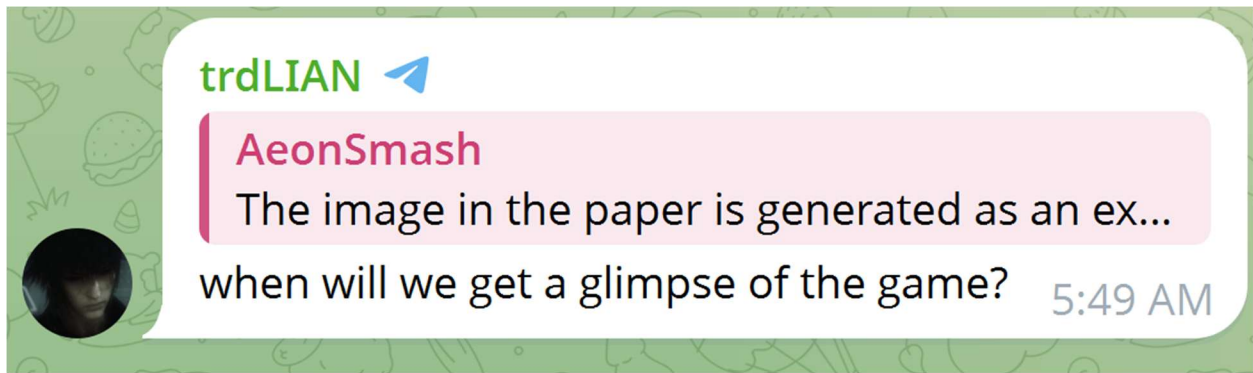 trdLIAN
AeonSmash
The image in the paper is generated as an ex...
when will we get a glimpse of the game?
5:49 AM